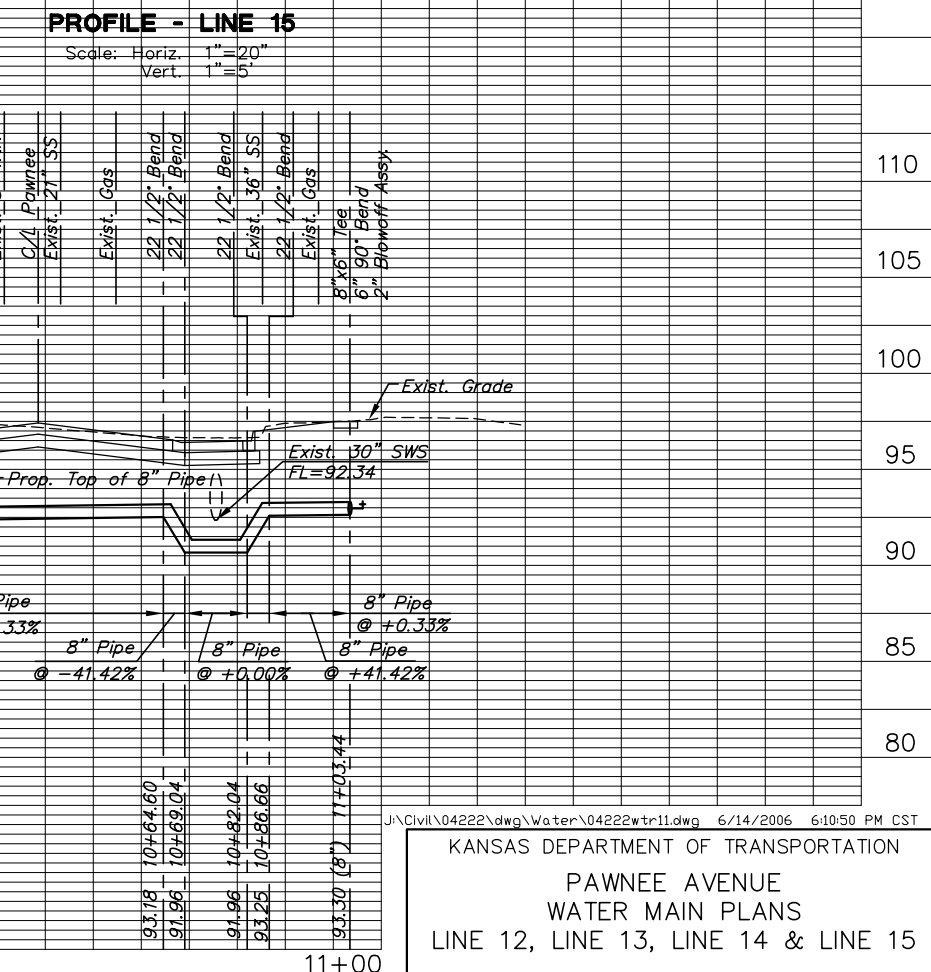 PROFILE - LINE 15
Scale: Horiz. 1"=20"
Vert. 1"=5'
C/L Pawnee
Exist. 21" SS
Exist. Gas
22 1/2° Bend
22 1/2° Bend
22 1/2° Bend
Exist. 36" SS
22 1/2° Bend
Exist. Gas
8"x6" Tee
6" 90° Bend
2" Blowoff Assy.
110
105
100
95
90
85
80
Exist. Grade
Exist. 30" SWS
FL=92.34
Prop. Top of 8" Pipe
Pipe
.33%
8" Pipe
@ -41.42%
8" Pipe
@ +0.00%
8" Pipe
@ +41.42%
8" Pipe
@ +0.33%
93.18 10+64.60
91.96 10+69.04
91.96 10+82.04
93.25 10+86.66
93.30 (8") 11+03.44
11+00
J:\Civil\04222\dwg\Water\04222wtr11.dwg 6/14/2006 6:10:50 PM CST
KANSAS DEPARTMENT OF TRANSPORTATION
PAWNEE AVENUE
WATER MAIN PLANS
LINE 12, LINE 13, LINE 14 & LINE 15